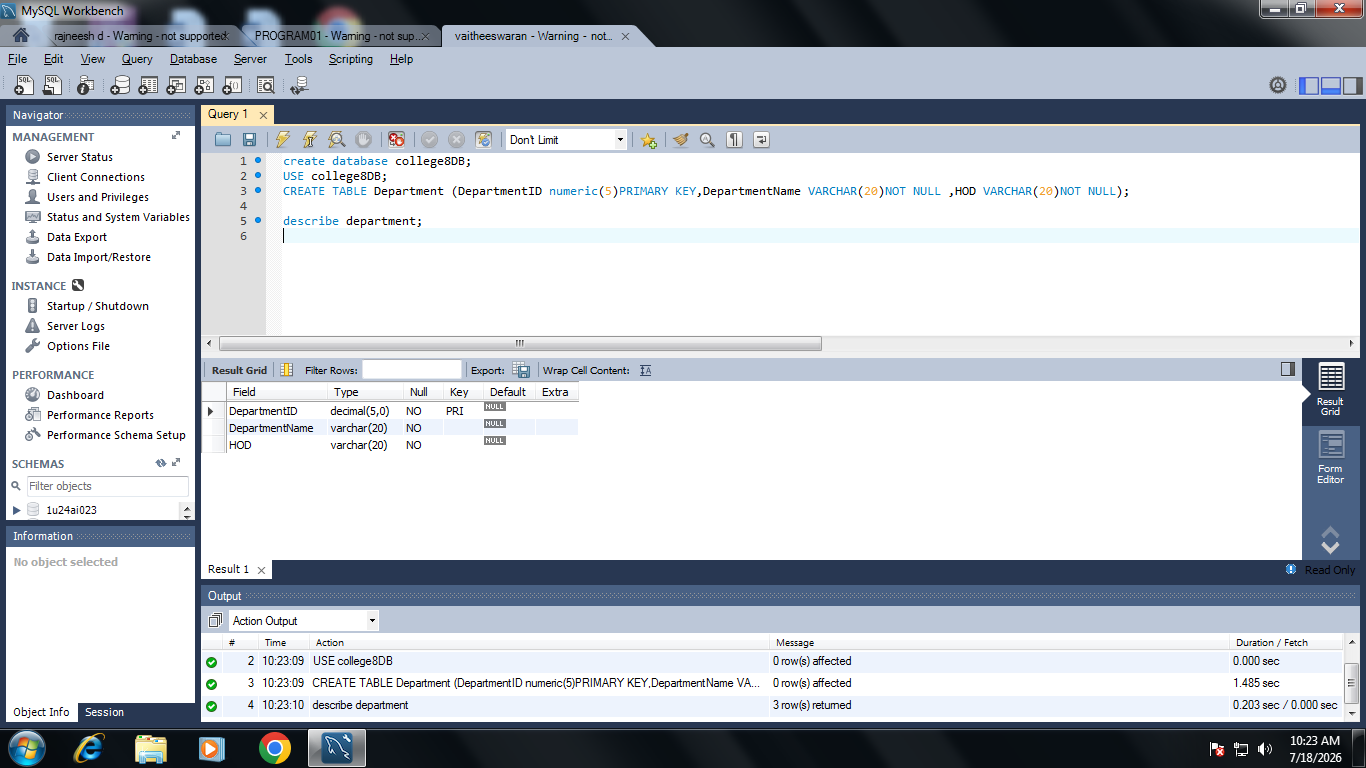 MySQL Workbench
rajneesh d - Warning - not supported
PROGRAM01 - Warning - not sup...
vaitheeswaran - Warning - not...
File Edit View Query Database Server Tools Scripting Help
Navigator
MANAGEMENT
Server Status
Client Connections
Users and Privileges
Status and System Variables
Data Export
Data Import/Restore
INSTANCE
Startup / Shutdown
Server Logs
Options File
PERFORMANCE
Dashboard
Performance Reports
Performance Schema Setup
SCHEMAS
Filter objects
1u24ai023
Information
No object selected
Object Info Session
Query 1
Don't Limit
1 create database college8DB;
2 USE college8DB;
3 CREATE TABLE Department (DepartmentID numeric(5)PRIMARY KEY,DepartmentName VARCHAR(20)NOT NULL ,HOD VARCHAR(20)NOT NULL);
4
5 describe department;
6
Result Grid Filter Rows: Export: Wrap Cell Content:
Field Type Null Key Default Extra
DepartmentID decimal(5,0) NO PRI NULL
DepartmentName varchar(20) NO NULL
HOD varchar(20) NO NULL
Result Grid
Form Editor
Result 1
Read Only
Output
Action Output
# Time Action Message Duration / Fetch
2 10:23:09 USE college8DB 0 row(s) affected 0.000 sec
3 10:23:09 CREATE TABLE Department (DepartmentID numeric(5)PRIMARY KEY,DepartmentName VA... 0 row(s) affected 1.485 sec
4 10:23:10 describe department 3 row(s) returned 0.203 sec / 0.000 sec
10:23 AM
7/18/2026